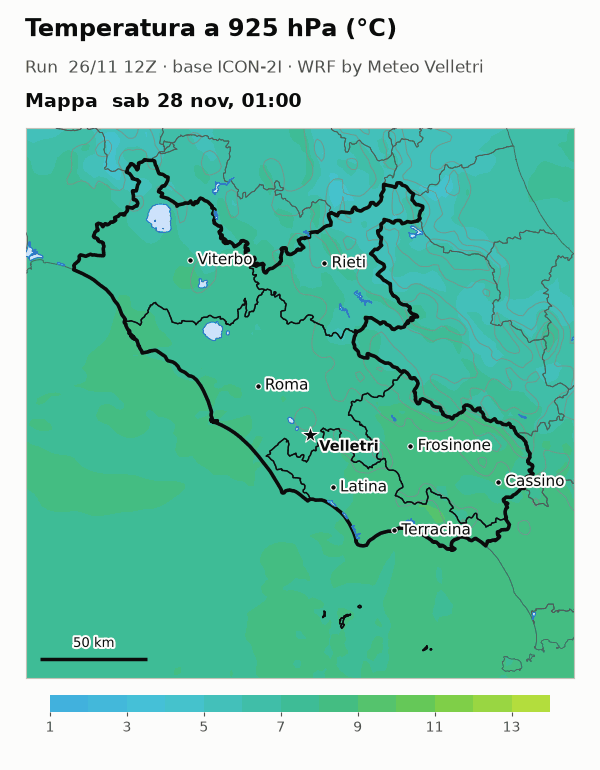 Temperatura a 925 hPa (°C)
Run  26/11 12Z · base ICON-2I · WRF by Meteo Velletri
Mappa  sab 28 nov, 01:00
Viterbo
Rieti
Roma
Velletri
Frosinone
Latina
Cassino
Terracina
50 km
1 3 5 7 9 11 13